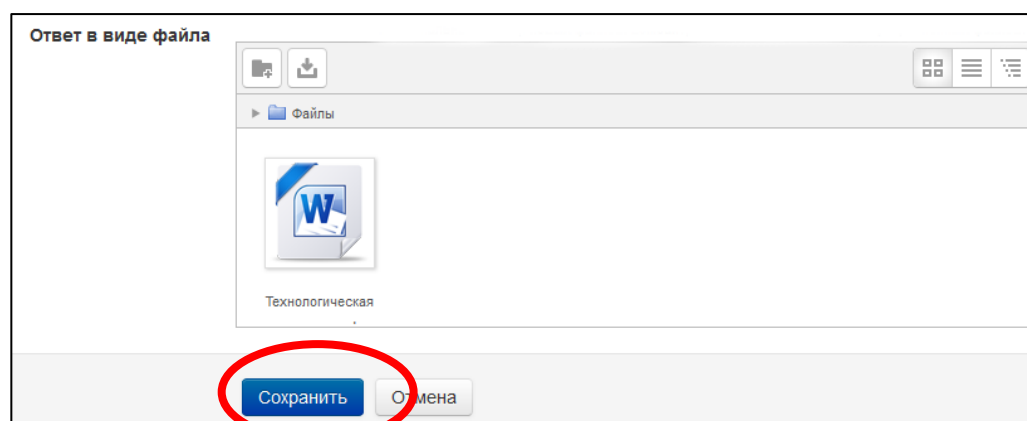 Ответ в виде файла
Файлы
W
Технологическая
Сохранить Отмена